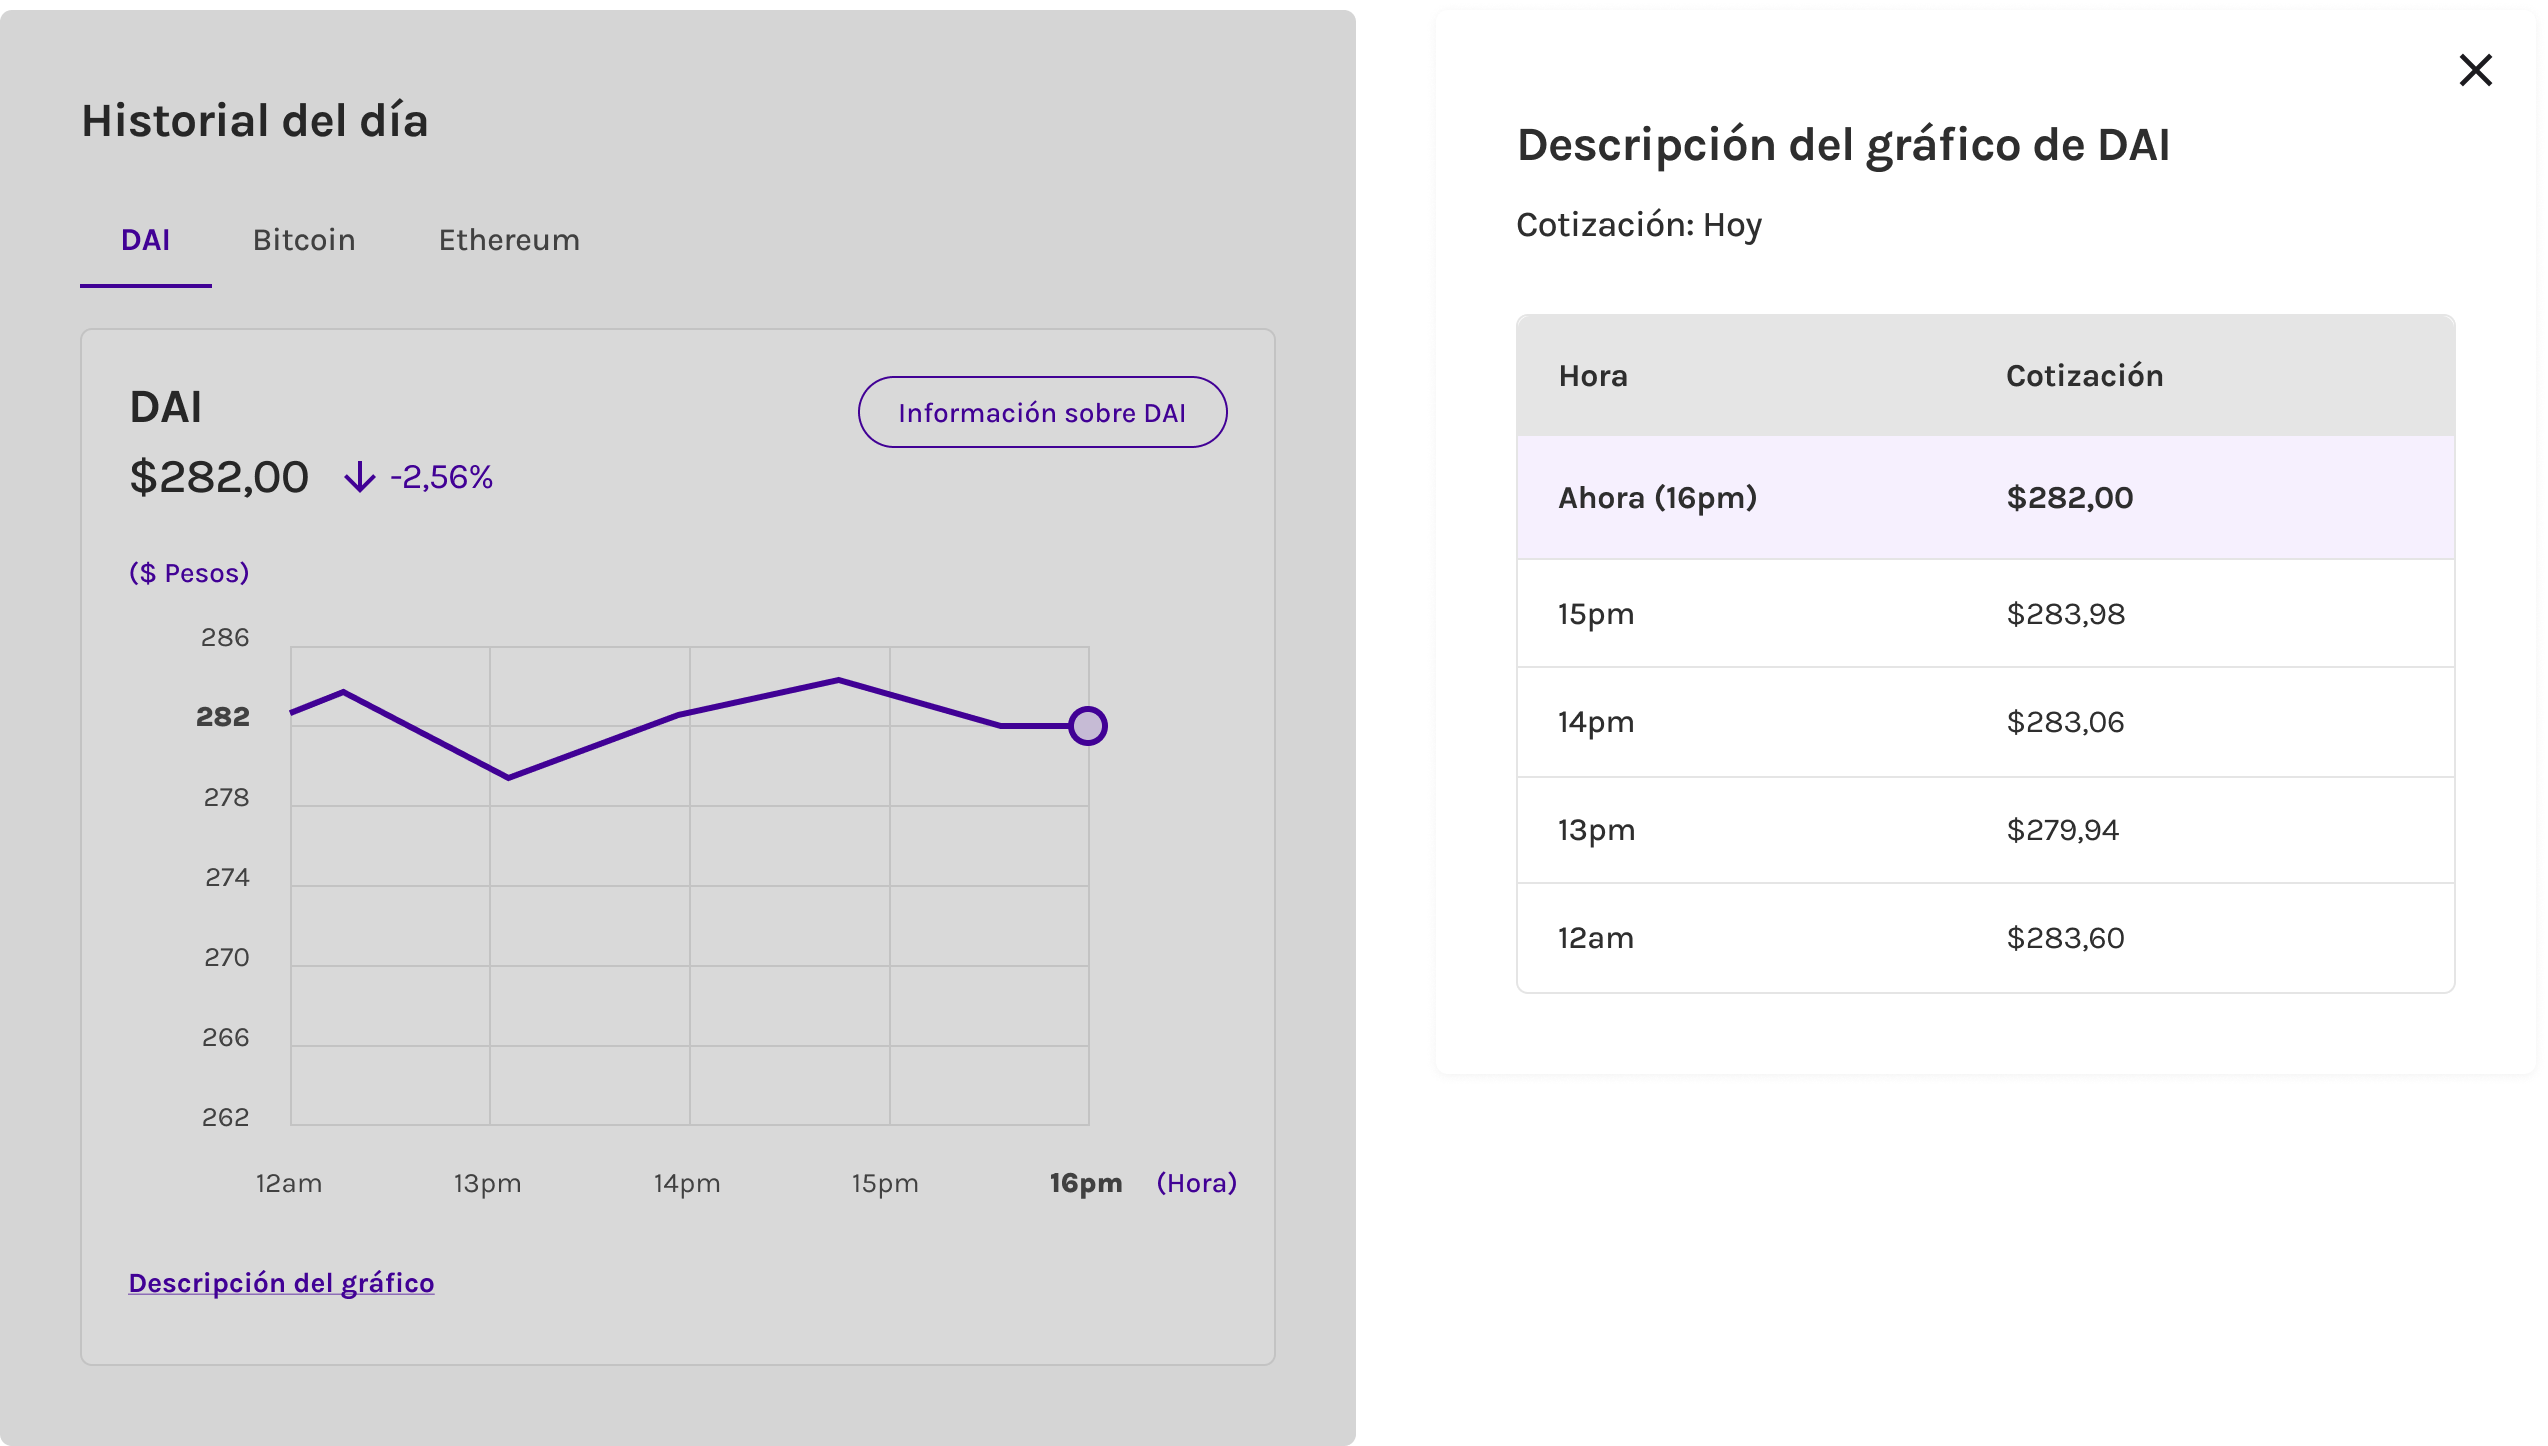 Historial del día
DAI Bitcoin Ethereum
DAI
Información sobre DAI
$282,00 -2,56%
($ Pesos)
286
282
278
274
270
266
262
12am 13pm 14pm 15pm 16pm (Hora)
Descripción del gráfico
Descripción del gráfico de DAI
Cotización: Hoy
Hora Cotización
Ahora (16pm) $282,00
15pm $283,98
14pm $283,06
13pm $279,94
12am $283,60